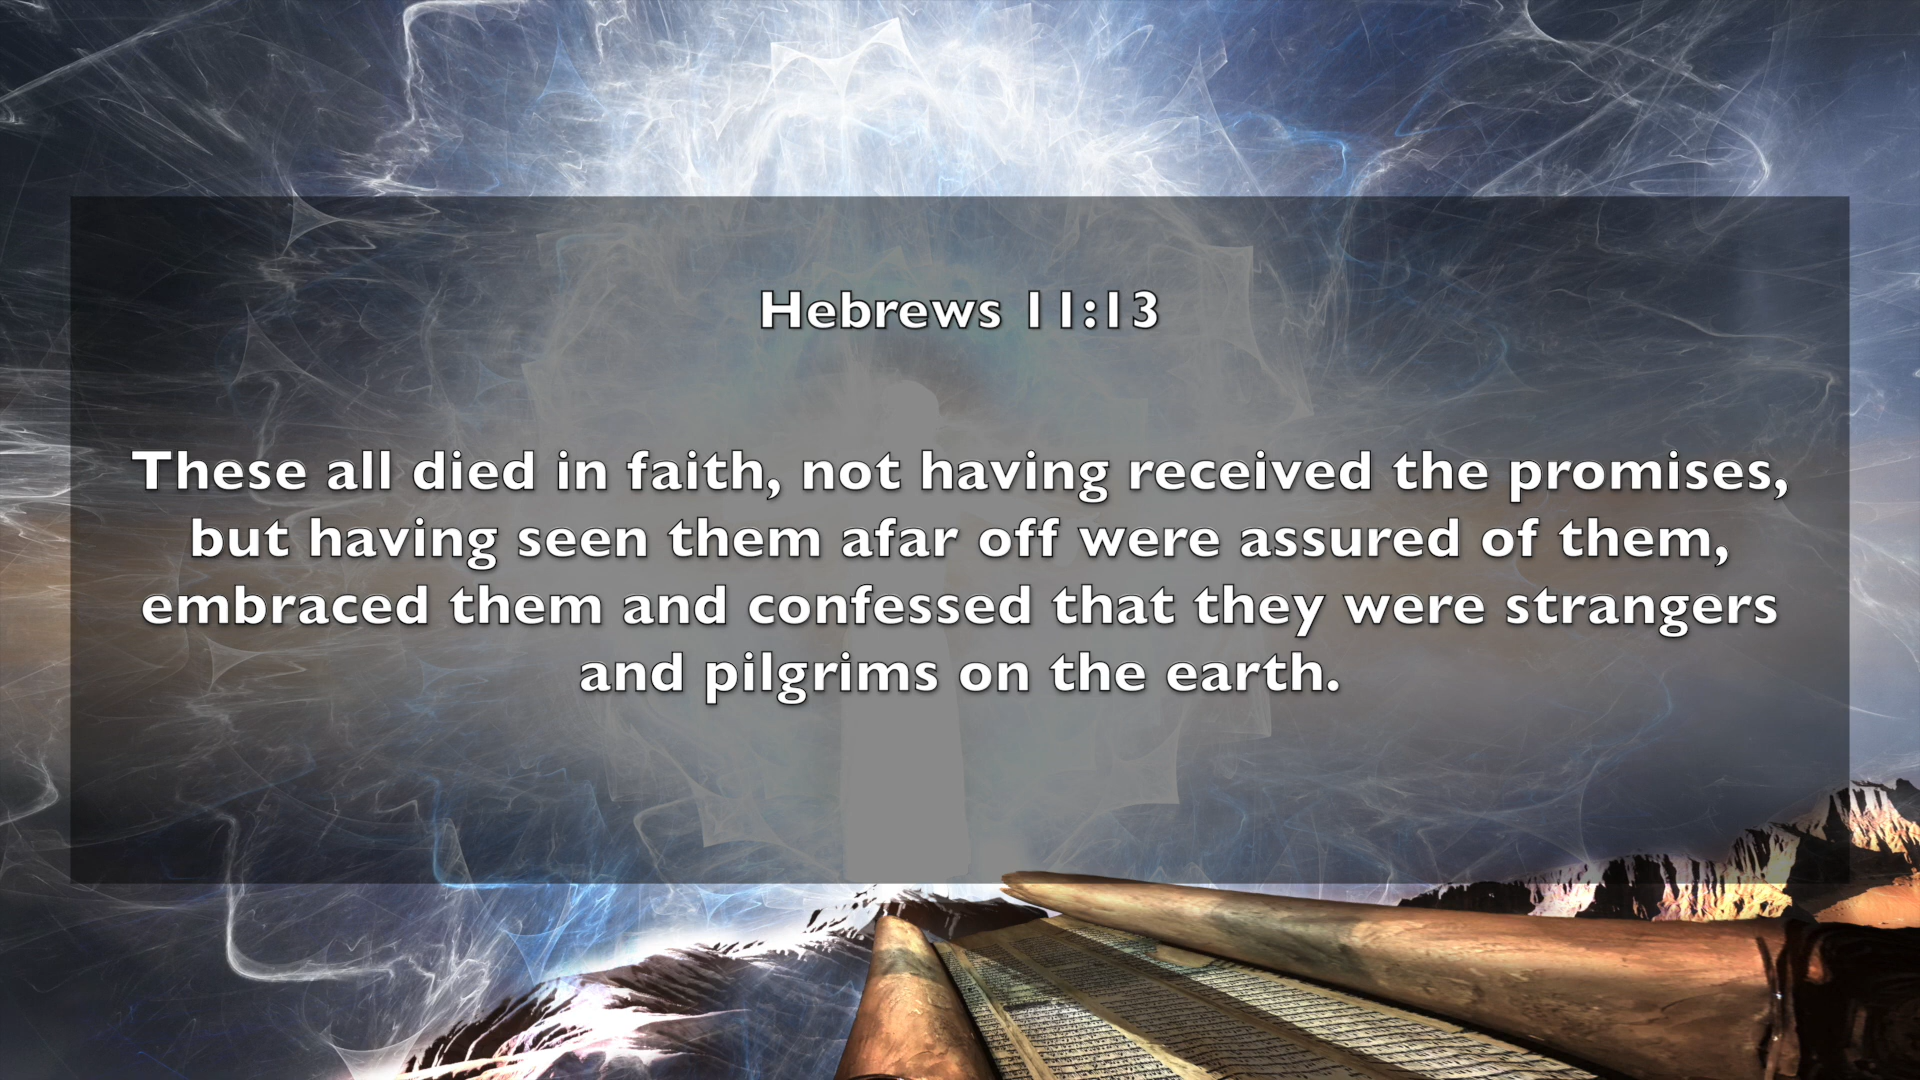 Hebrews 11:13
These all died in faith, not having received the promises,
but having seen them afar off were assured of them,
embraced them and confessed that they were strangers
and pilgrims on the earth.